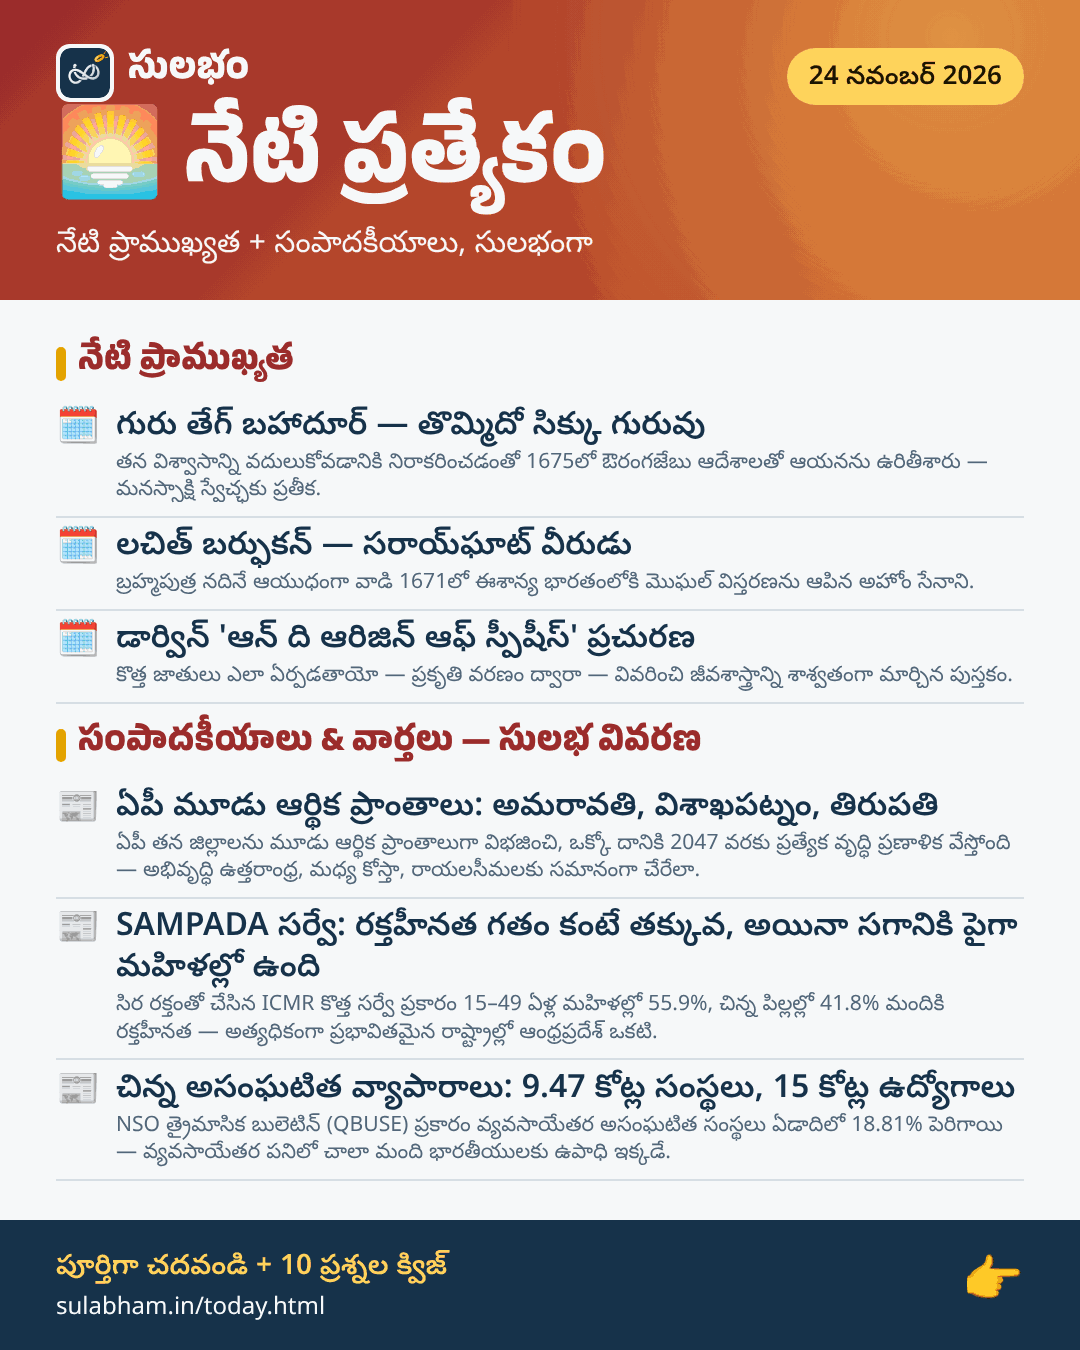 సులభం
24 నవంబర్ 2026
నేటి ప్రత్యేకం
నేటి ప్రాముఖ్యత + సంపాదకీయాలు, సులభంగా
నేటి ప్రాముఖ్యత
గురు తేగ్ బహాదూర్ — తొమ్మిదో సిక్కు గురువు
తన విశ్వాసాన్ని వదులుకోవడానికి నిరాకరించడంతో 1675లో ఔరంగజేబు ఆదేశాలతో ఆయనను ఉరితీశారు —
మనస్సాక్షి స్వేచ్ఛకు ప్రతీక.
లచిత్ బర్ఫుకన్ — సరాయ్‌ఘాట్ వీరుడు
బ్రహ్మపుత్ర నదినే ఆయుధంగా వాడి 1671లో ఈశాన్య భారతంలోకి మొఘల్ విస్తరణను ఆపిన అహోం సేనాని.
డార్విన్ 'ఆన్ ది ఆరిజిన్ ఆఫ్ స్పీషీస్' ప్రచురణ
కొత్త జాతులు ఎలా ఏర్పడతాయో — ప్రకృతి వరణం ద్వారా — వివరించి జీవశాస్త్రాన్ని శాశ్వతంగా మార్చిన పుస్తకం.
సంపాదకీయాలు & వార్తలు — సులభ వివరణ
ఏపీ మూడు ఆర్థిక ప్రాంతాలు: అమరావతి, విశాఖపట్నం, తిరుపతి
ఏపీ తన జిల్లాలను మూడు ఆర్థిక ప్రాంతాలుగా విభజించి, ఒక్కో దానికి 2047 వరకు ప్రత్యేక వృద్ధి ప్రణాళిక వేస్తోంది
— అభివృద్ధి ఉత్తరాంధ్ర, మధ్య కోస్తా, రాయలసీమలకు సమానంగా చేరేలా.
SAMPADA సర్వే: రక్తహీనత గతం కంటే తక్కువ, అయినా సగానికి పైగా
మహిళల్లో ఉంది
సిర రక్తంతో చేసిన ICMR కొత్త సర్వే ప్రకారం 15–49 ఏళ్ల మహిళల్లో 55.9%, చిన్న పిల్లల్లో 41.8% మందికి
రక్తహీనత — అత్యధికంగా ప్రభావితమైన రాష్ట్రాల్లో ఆంధ్రప్రదేశ్ ఒకటి.
చిన్న అసంఘటిత వ్యాపారాలు: 9.47 కోట్ల సంస్థలు, 15 కోట్ల ఉద్యోగాలు
NSO త్రైమాసిక బులెటిన్ (QBUSE) ప్రకారం వ్యవసాయేతర అసంఘటిత సంస్థలు ఏడాదిలో 18.81% పెరిగాయి
— వ్యవసాయేతర పనిలో చాలా మంది భారతీయులకు ఉపాధి ఇక్కడే.
పూర్తిగా చదవండి + 10 ప్రశ్నల క్విజ్
sulabham.in/today.html